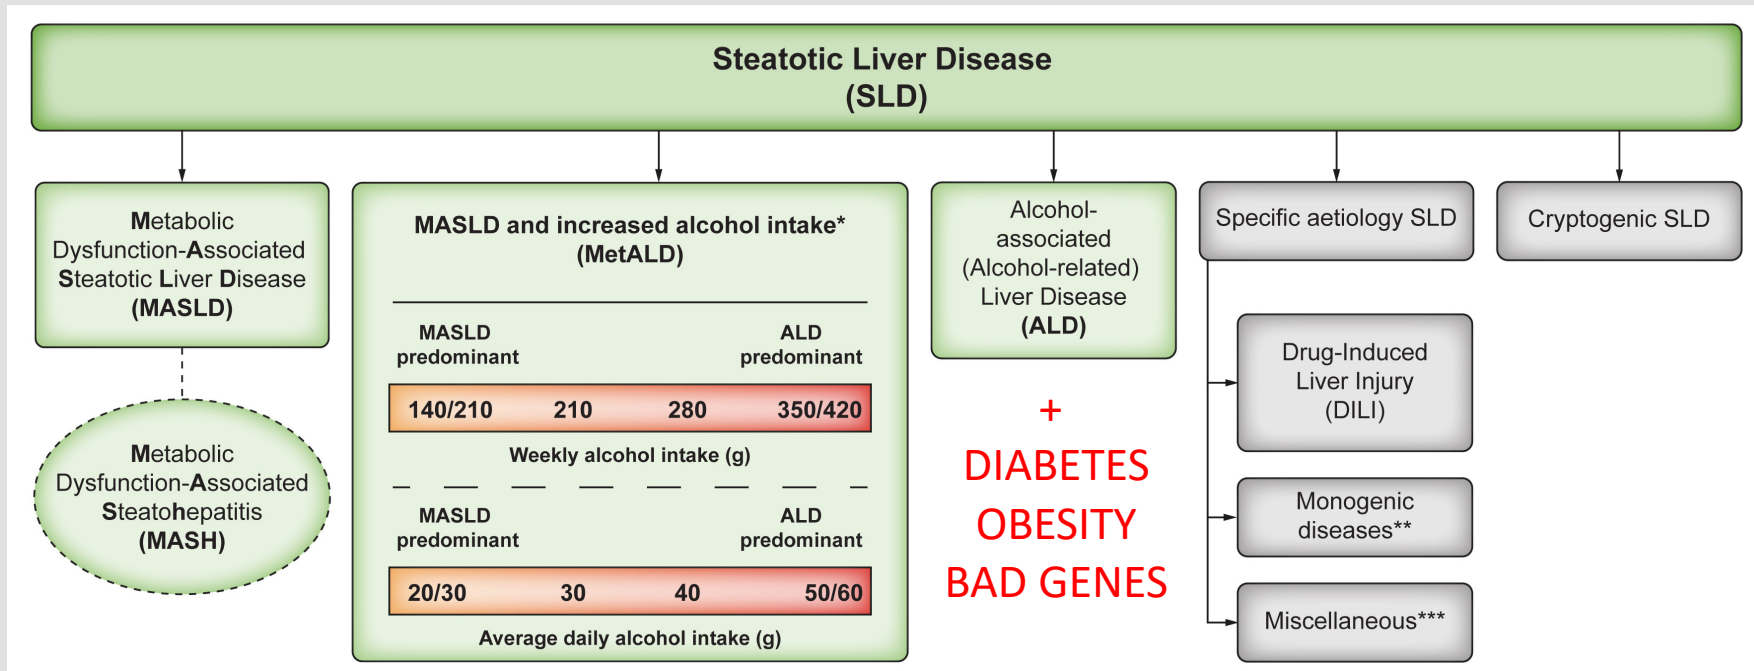 Steatotic Liver Disease
(SLD)
Metabolic
Dysfunction-Associated
Steatotic Liver Disease
(MASLD)
Metabolic
Dysfunction-Associated
Steatohepatitis
(MASH)
MASLD and increased alcohol intake*
(MetALD)
MASLD
predominant
ALD
predominant
140/210 210 280 350/420
Weekly alcohol intake (g)
MASLD
predominant
ALD
predominant
20/30 30 40 50/60
Average daily alcohol intake (g)
Alcohol-
associated
(Alcohol-related)
Liver Disease
(ALD)
+
DIABETES
OBESITY
BAD GENES
Specific aetiology SLD
Drug-Induced
Liver Injury
(DILI)
Monogenic
diseases**
Miscellaneous***
Cryptogenic SLD